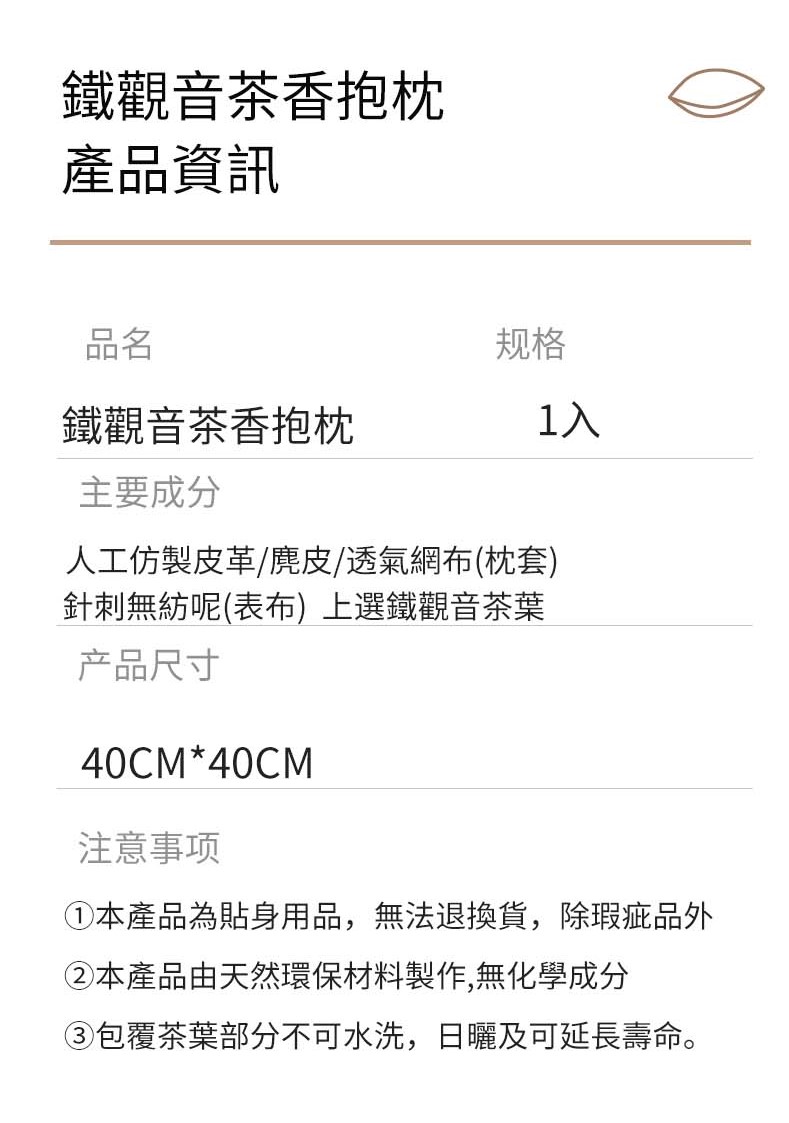 鐵觀音茶香抱枕
產品資訊
品名
规格
鐵觀音茶香抱枕
1入
主要成分
人工仿製皮革/麂皮/透氣網布(枕套)
針刺無紡呢(表布) 上選鐵觀音茶葉
产品尺寸
40CM*40CM
注意事项
①本產品為貼身用品，無法退換貨，除瑕疵品外
②本產品由天然環保材料製作,無化學成分
③包覆茶葉部分不可水洗，日曬及可延長壽命。